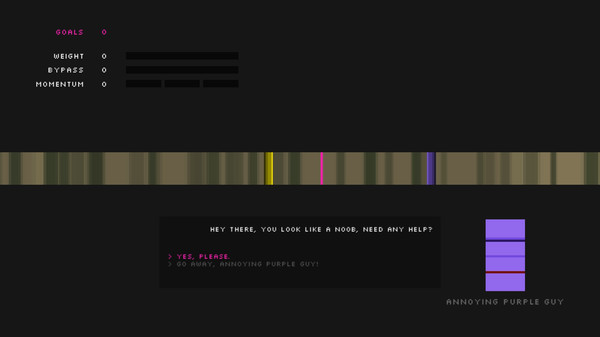 GOALS 0
WEIGHT 0
BYPASS 0
MOMENTUM 0
HEY THERE, YOU LOOK LIKE A NOOB, NEED ANY HELP?
> YES, PLEASE.
> GO AWAY, ANNOYING PURPLE GUY!
ANNOYING PURPLE GUY